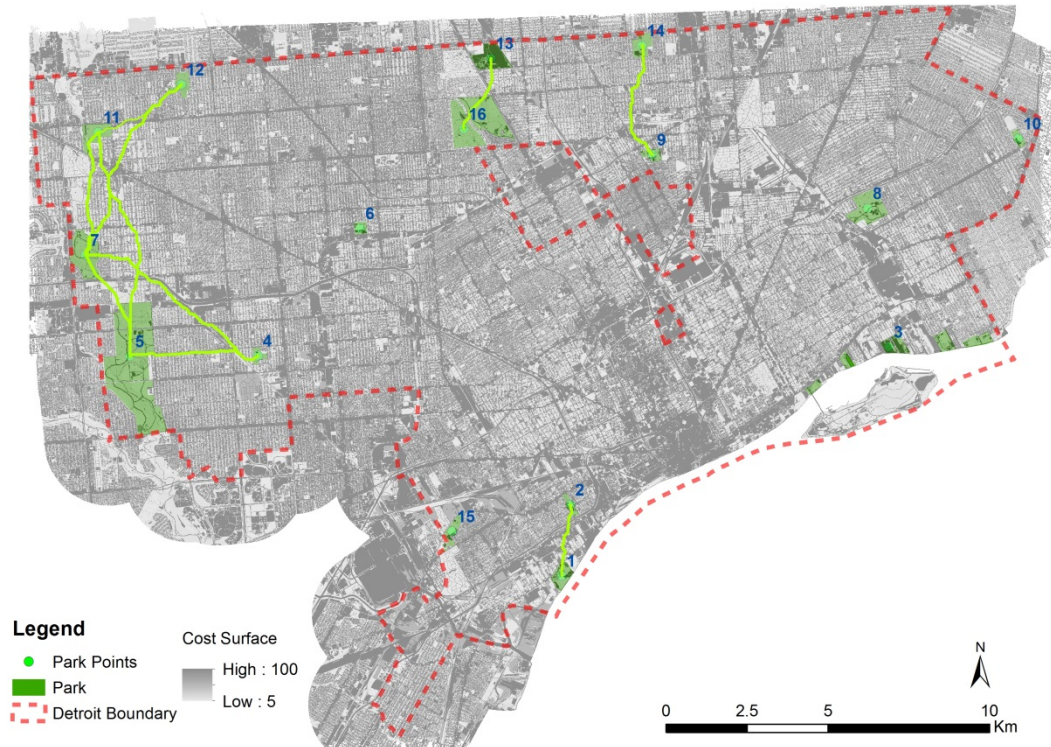 13
14
12
16
11
9
10
8
6
7
3
5
4
2
15
1
Legend
Park Points
Park
Detroit Boundary
Cost Surface
High : 100
Low : 5
N
0 2.5 5 10
Km